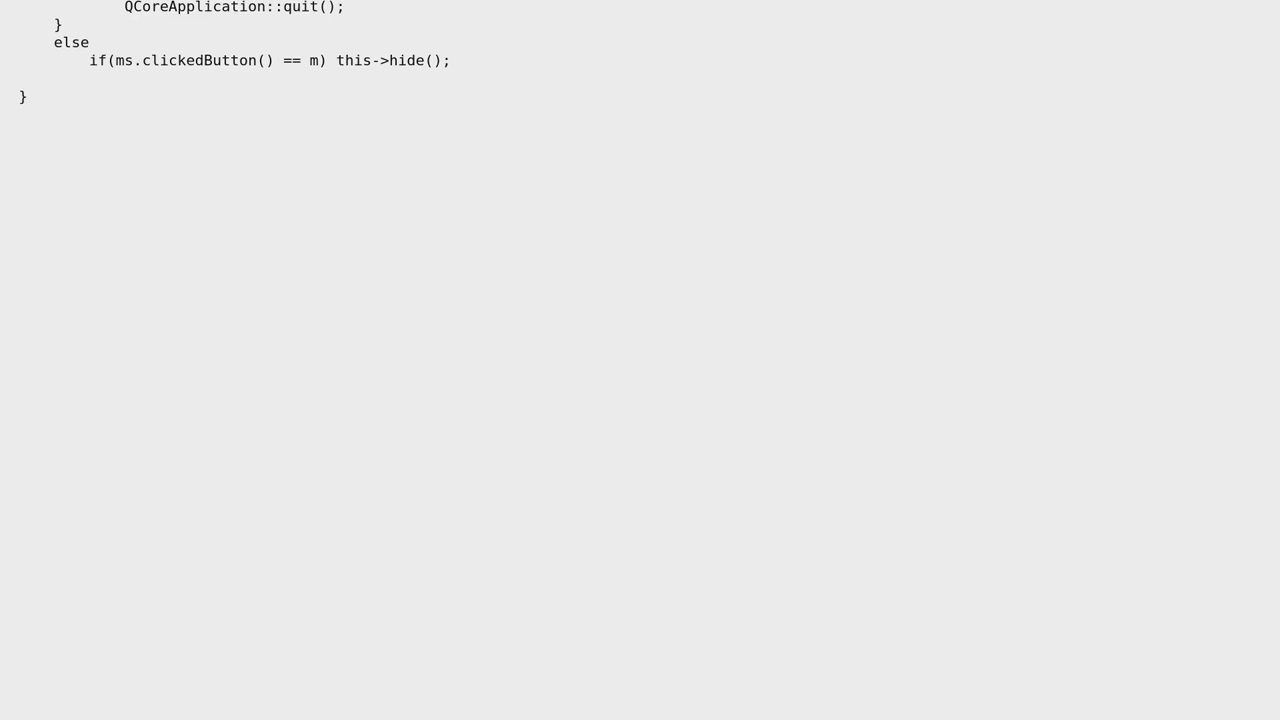 QCoreApplication::quit();
    }
    else
        if(ms.clickedButton() == m) this->hide();

}